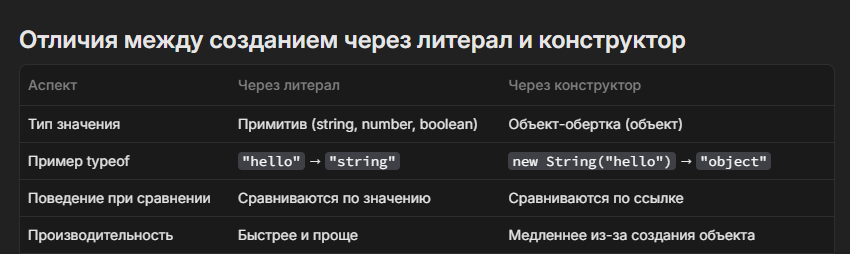 Отличия между созданием через литерал и конструктор
Аспект Через литерал Через конструктор
Тип значения Примитив (string, number, boolean) Объект-обертка (объект)
Пример typeof "hello" → "string" new String("hello") → "object"
Поведение при сравнении Сравниваются по значению Сравниваются по ссылке
Производительность Быстрее и проще Медленнее из-за создания объекта